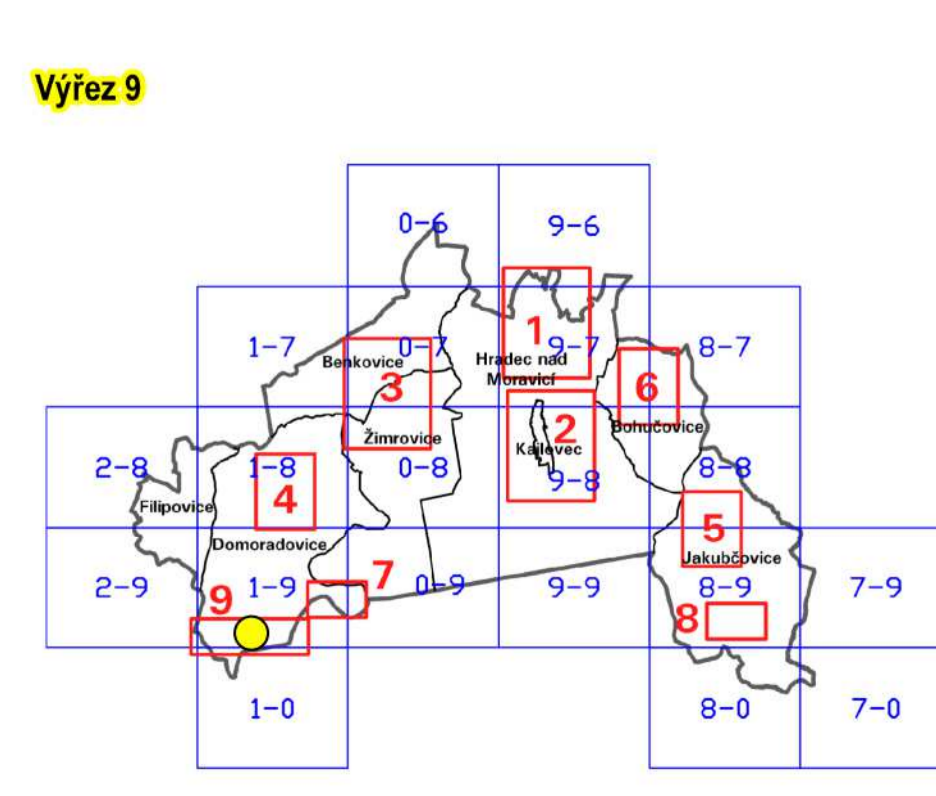 Výřez 9
0-6
9-6
1-7
0-7
9-7
8-7
1
Benkovice
Hradec nad
Moravicí
3
6
2
Žimrovice
Bohučovice
Kajlovec
2-8
1-8
0-8
9-8
8-8
4
Filipovice
5
Domoradovice
Jakubčovice
7
2-9
1-9
0-9
9-9
8-9
7-9
9
8
1-0
8-0
7-0